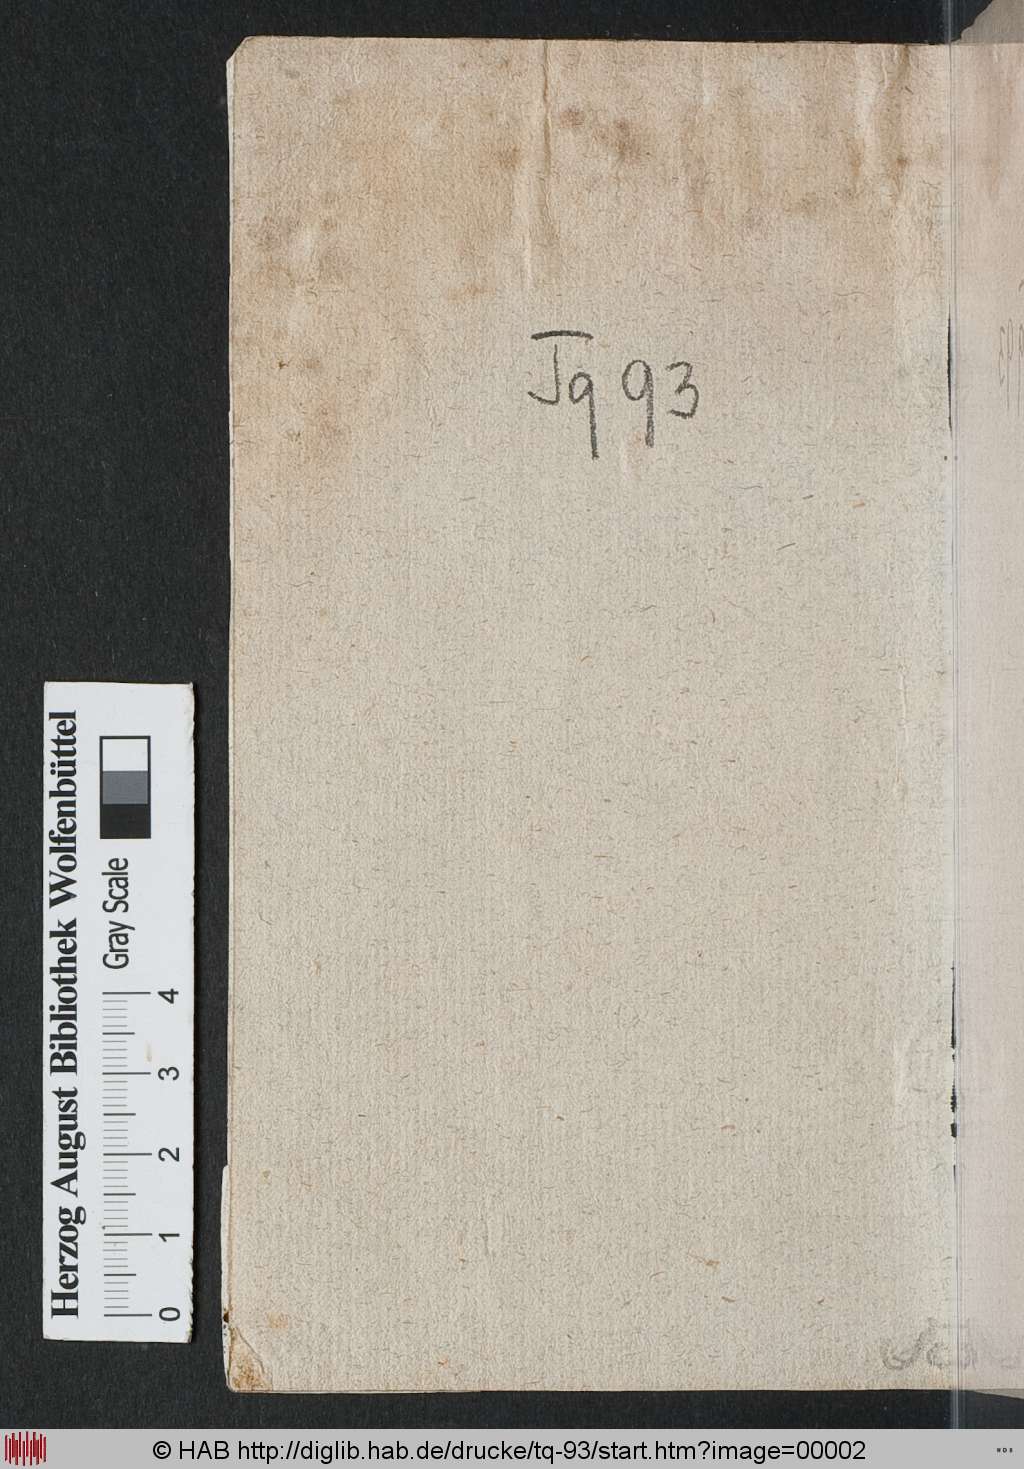 Tq 93
Herzog August Bibliothek Wolfenbüttel
Gray Scale
0 1 2 3 4
© HAB http://diglib.hab.de/drucke/tq-93/start.htm?image=00002